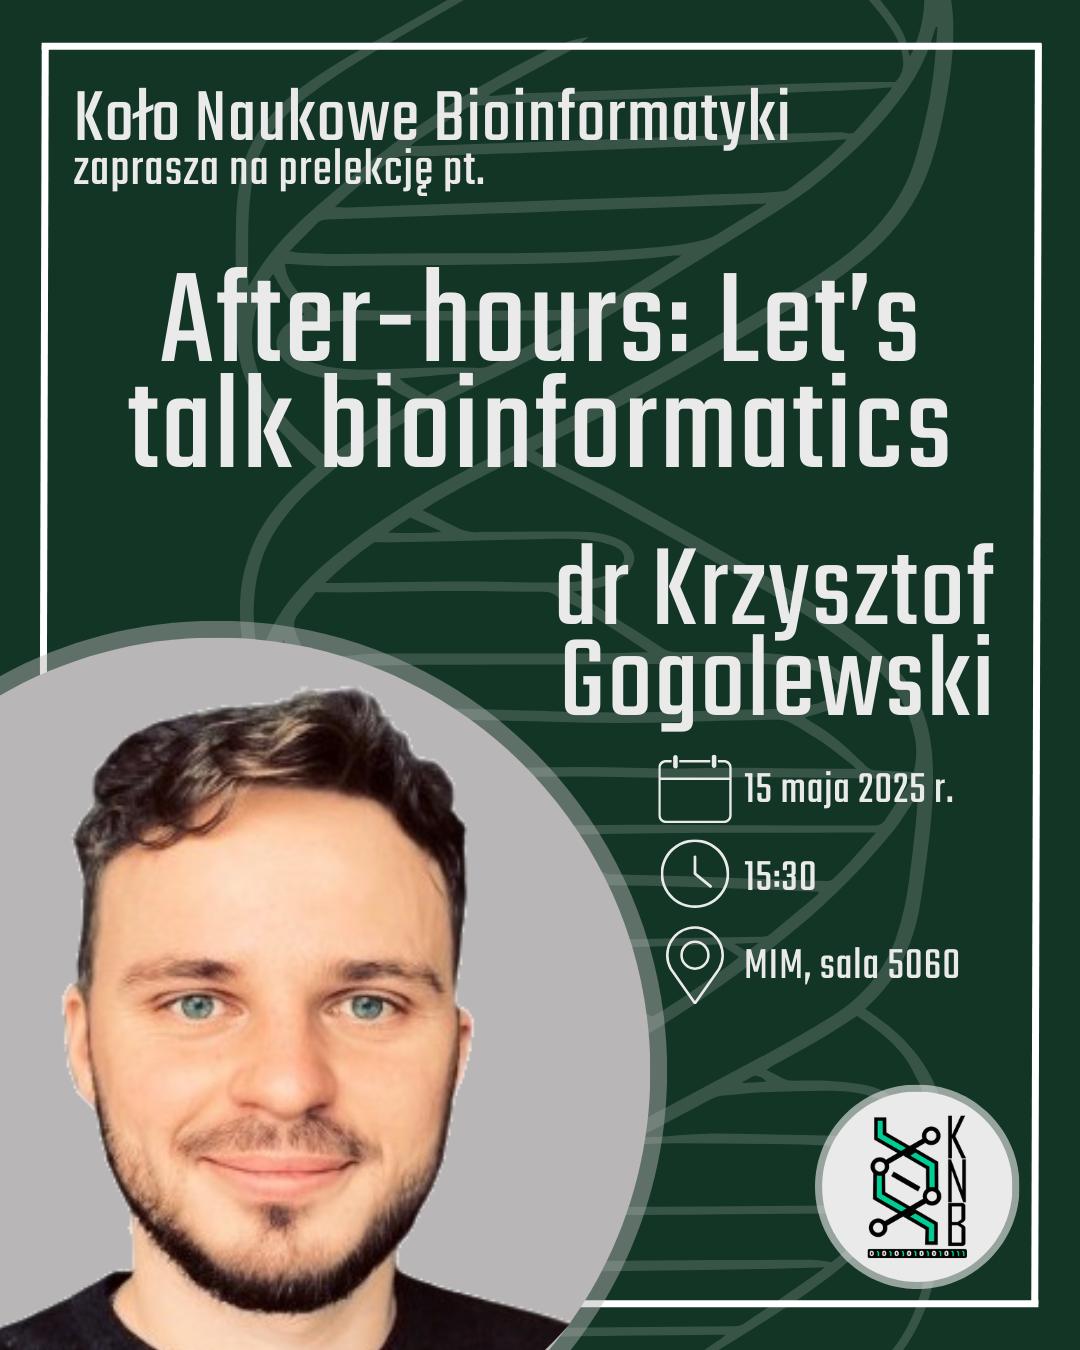 Koło Naukowe Bioinformatyki
zaprasza na prelekcję pt.
After-hours: Let's
talk bioinformatics
dr Krzysztof
Gogolewski
15 maja 2025 r.
15:30
MIM, sala 5060
KNB